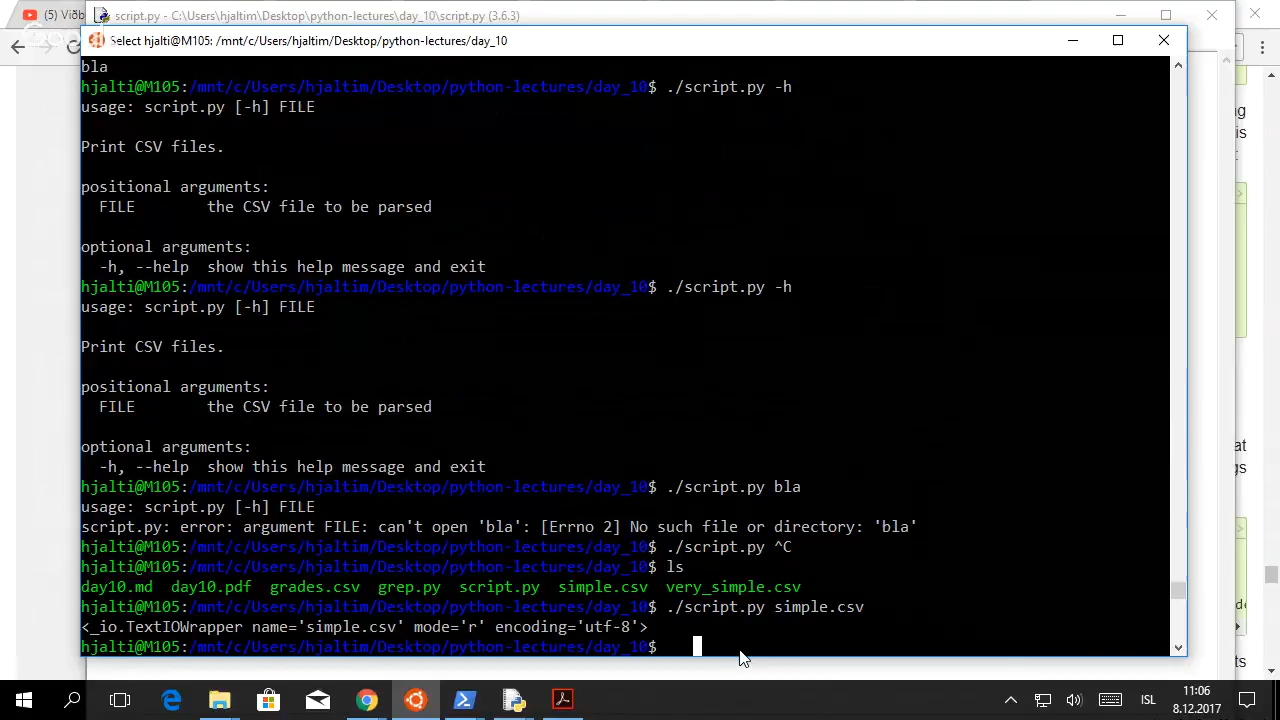 Viðb
script.py - C:\Users\hjaltim\Desktop\python-lectures\day_10\script.py (3.6.3)
Select hjalti@M105: /mnt/c/Users/hjaltim/Desktop/python-lectures/day_10
bla
hjalti@M105:/mnt/c/Users/hjaltim/Desktop/python-lectures/day_10$ ./script.py -h
usage: script.py [-h] FILE
Print CSV files.
positional arguments:
FILE        the CSV file to be parsed
optional arguments:
-h, --help  show this help message and exit
hjalti@M105:/mnt/c/Users/hjaltim/Desktop/python-lectures/day_10$ ./script.py -h
usage: script.py [-h] FILE
Print CSV files.
positional arguments:
FILE        the CSV file to be parsed
optional arguments:
-h, --help  show this help message and exit
hjalti@M105:/mnt/c/Users/hjaltim/Desktop/python-lectures/day_10$ ./script.py bla
usage: script.py [-h] FILE
script.py: error: argument FILE: can't open 'bla': [Errno 2] No such file or directory: 'bla'
hjalti@M105:/mnt/c/Users/hjaltim/Desktop/python-lectures/day_10$ ./script.py ^C
hjalti@M105:/mnt/c/Users/hjaltim/Desktop/python-lectures/day_10$ ls
day10.md  day10.pdf  grades.csv  grep.py  script.py  simple.csv  very_simple.csv
hjalti@M105:/mnt/c/Users/hjaltim/Desktop/python-lectures/day_10$ ./script.py simple.csv
<_io.TextIOWrapper name='simple.csv' mode='r' encoding='utf-8'>
hjalti@M105:/mnt/c/Users/hjaltim/Desktop/python-lectures/day_10$
ÍSL
11:06
8.12.2017